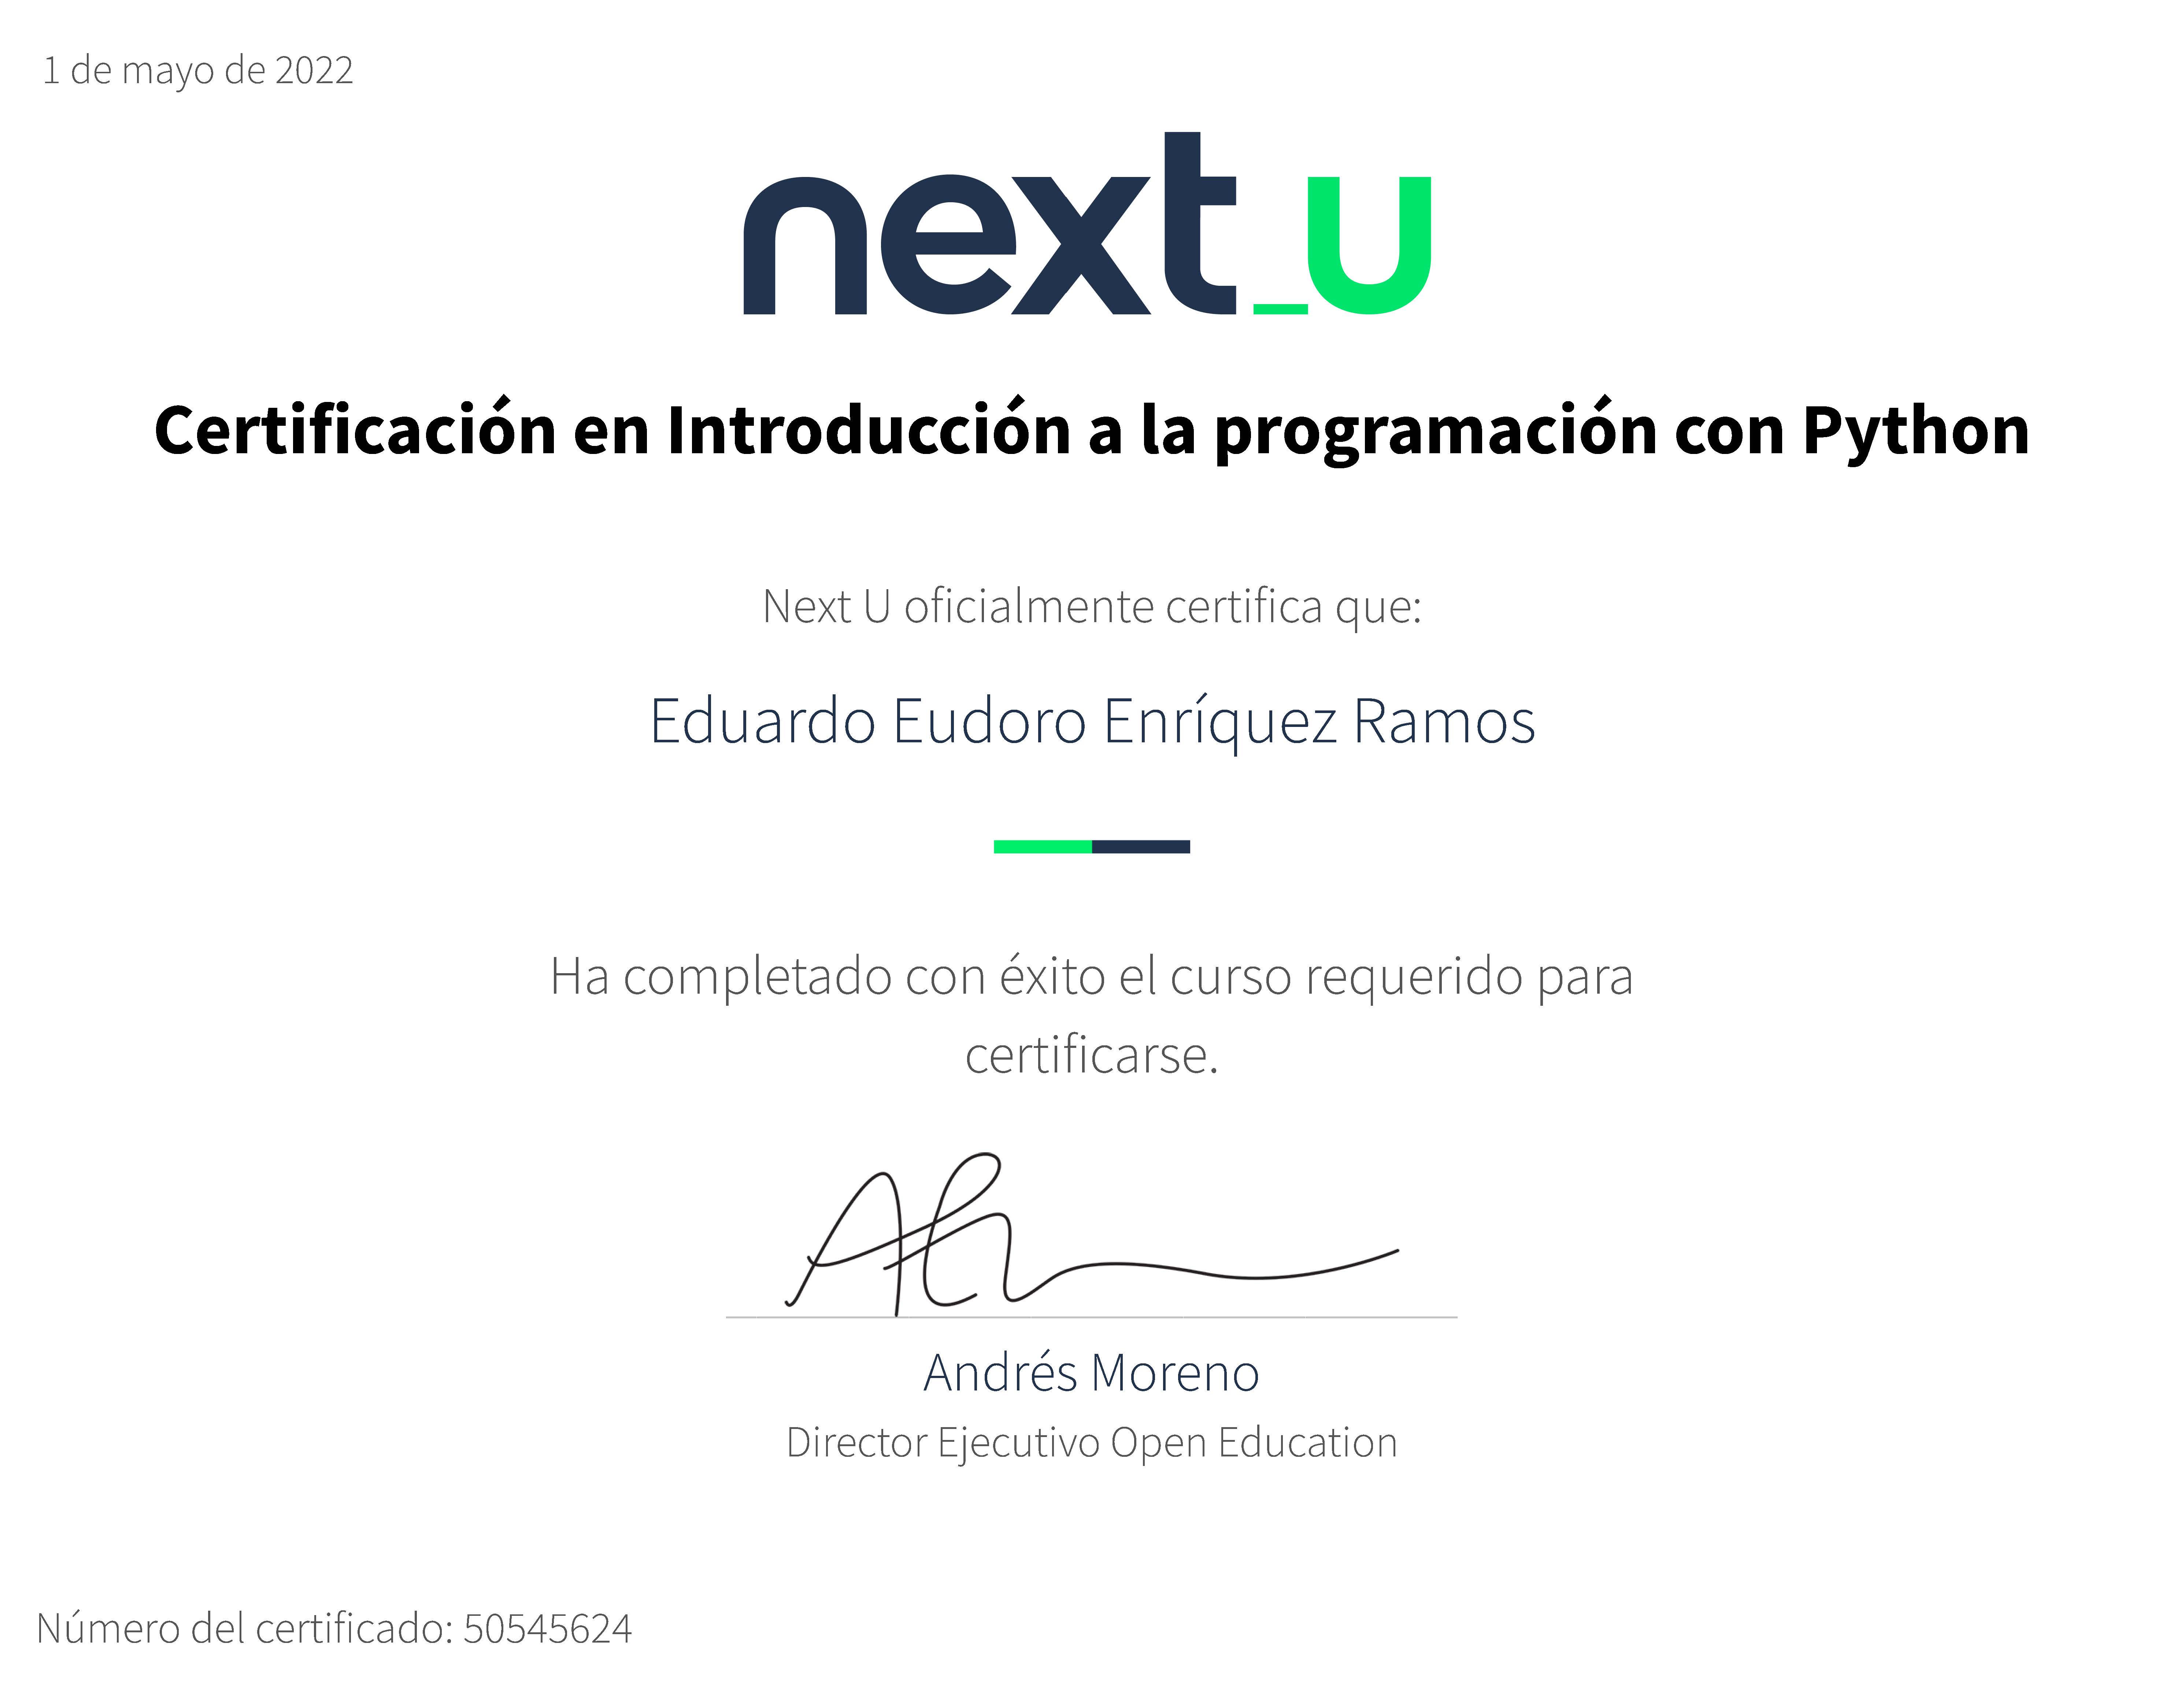 1 de mayo de 2022
next_U
Certificación en Introducción a la programación con Python
Next U oficialmente certifica que:
Eduardo Eudoro Enríquez Ramos
Ha completado con éxito el curso requerido para
certificarse.
Andrés Moreno
Director Ejecutivo Open Education
Número del certificado: 50545624